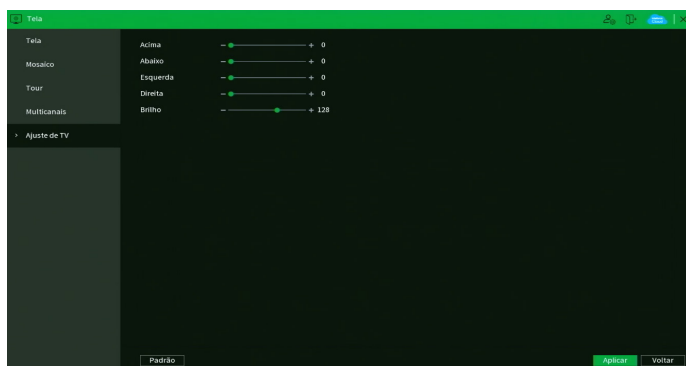 Tela
Tela
Mosaico
Tour
Multicanais
> Ajuste de TV
Acima - + 0
Abaixo - + 0
Esquerda - + 0
Direita - + 0
Brilho - + 128
Padrão
Aplicar Voltar